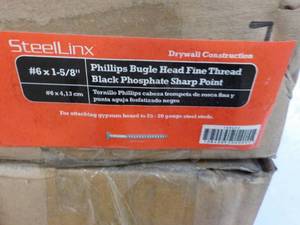 SteelLinx
Drywall Construction
#6 x 1-5/8"
Phillips Bugle Head Fine Thread
Black Phosphate Sharp Point
#6 x 4,13 cm
Tornillo Phillips cabeza trompeta de rosca fina y
punta aguja fosfatizado negro
For attaching gypsum board to 25 - 20 gauge steel studs.